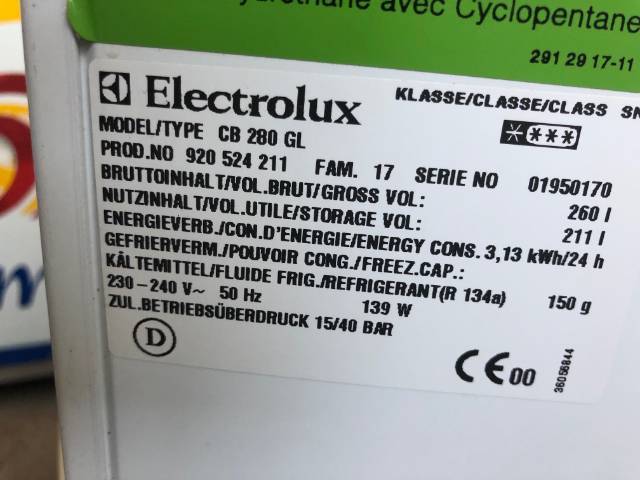 avec Cyclopentane
291 29 17-11
Electrolux
KLASSE/CLASSE/CLASS SN
****
MODEL/TYPE CB 280 GL
PROD.NO 920 524 211 FAM. 17 SERIE NO 01950170
BRUTTOINHALT/VOL.BRUT/GROSS VOL: 260 l
NUTZINHALT/VOL.UTILE/STORAGE VOL: 211 l
ENERGIEVERB./CON.D'ENERGIE/ENERGY CONS. 3,13 kWh/24 h
GEFRIERVERM./POUVOIR CONG./FREEZ.CAP.:
KÄLTEMITTEL/FLUIDE FRIG./REFRIGERANT(R 134a) 150 g
230-240 V~ 50 Hz 139 W
ZUL.BETRIEBSÜBERDRUCK 15/40 BAR
D
CE 00
36056844